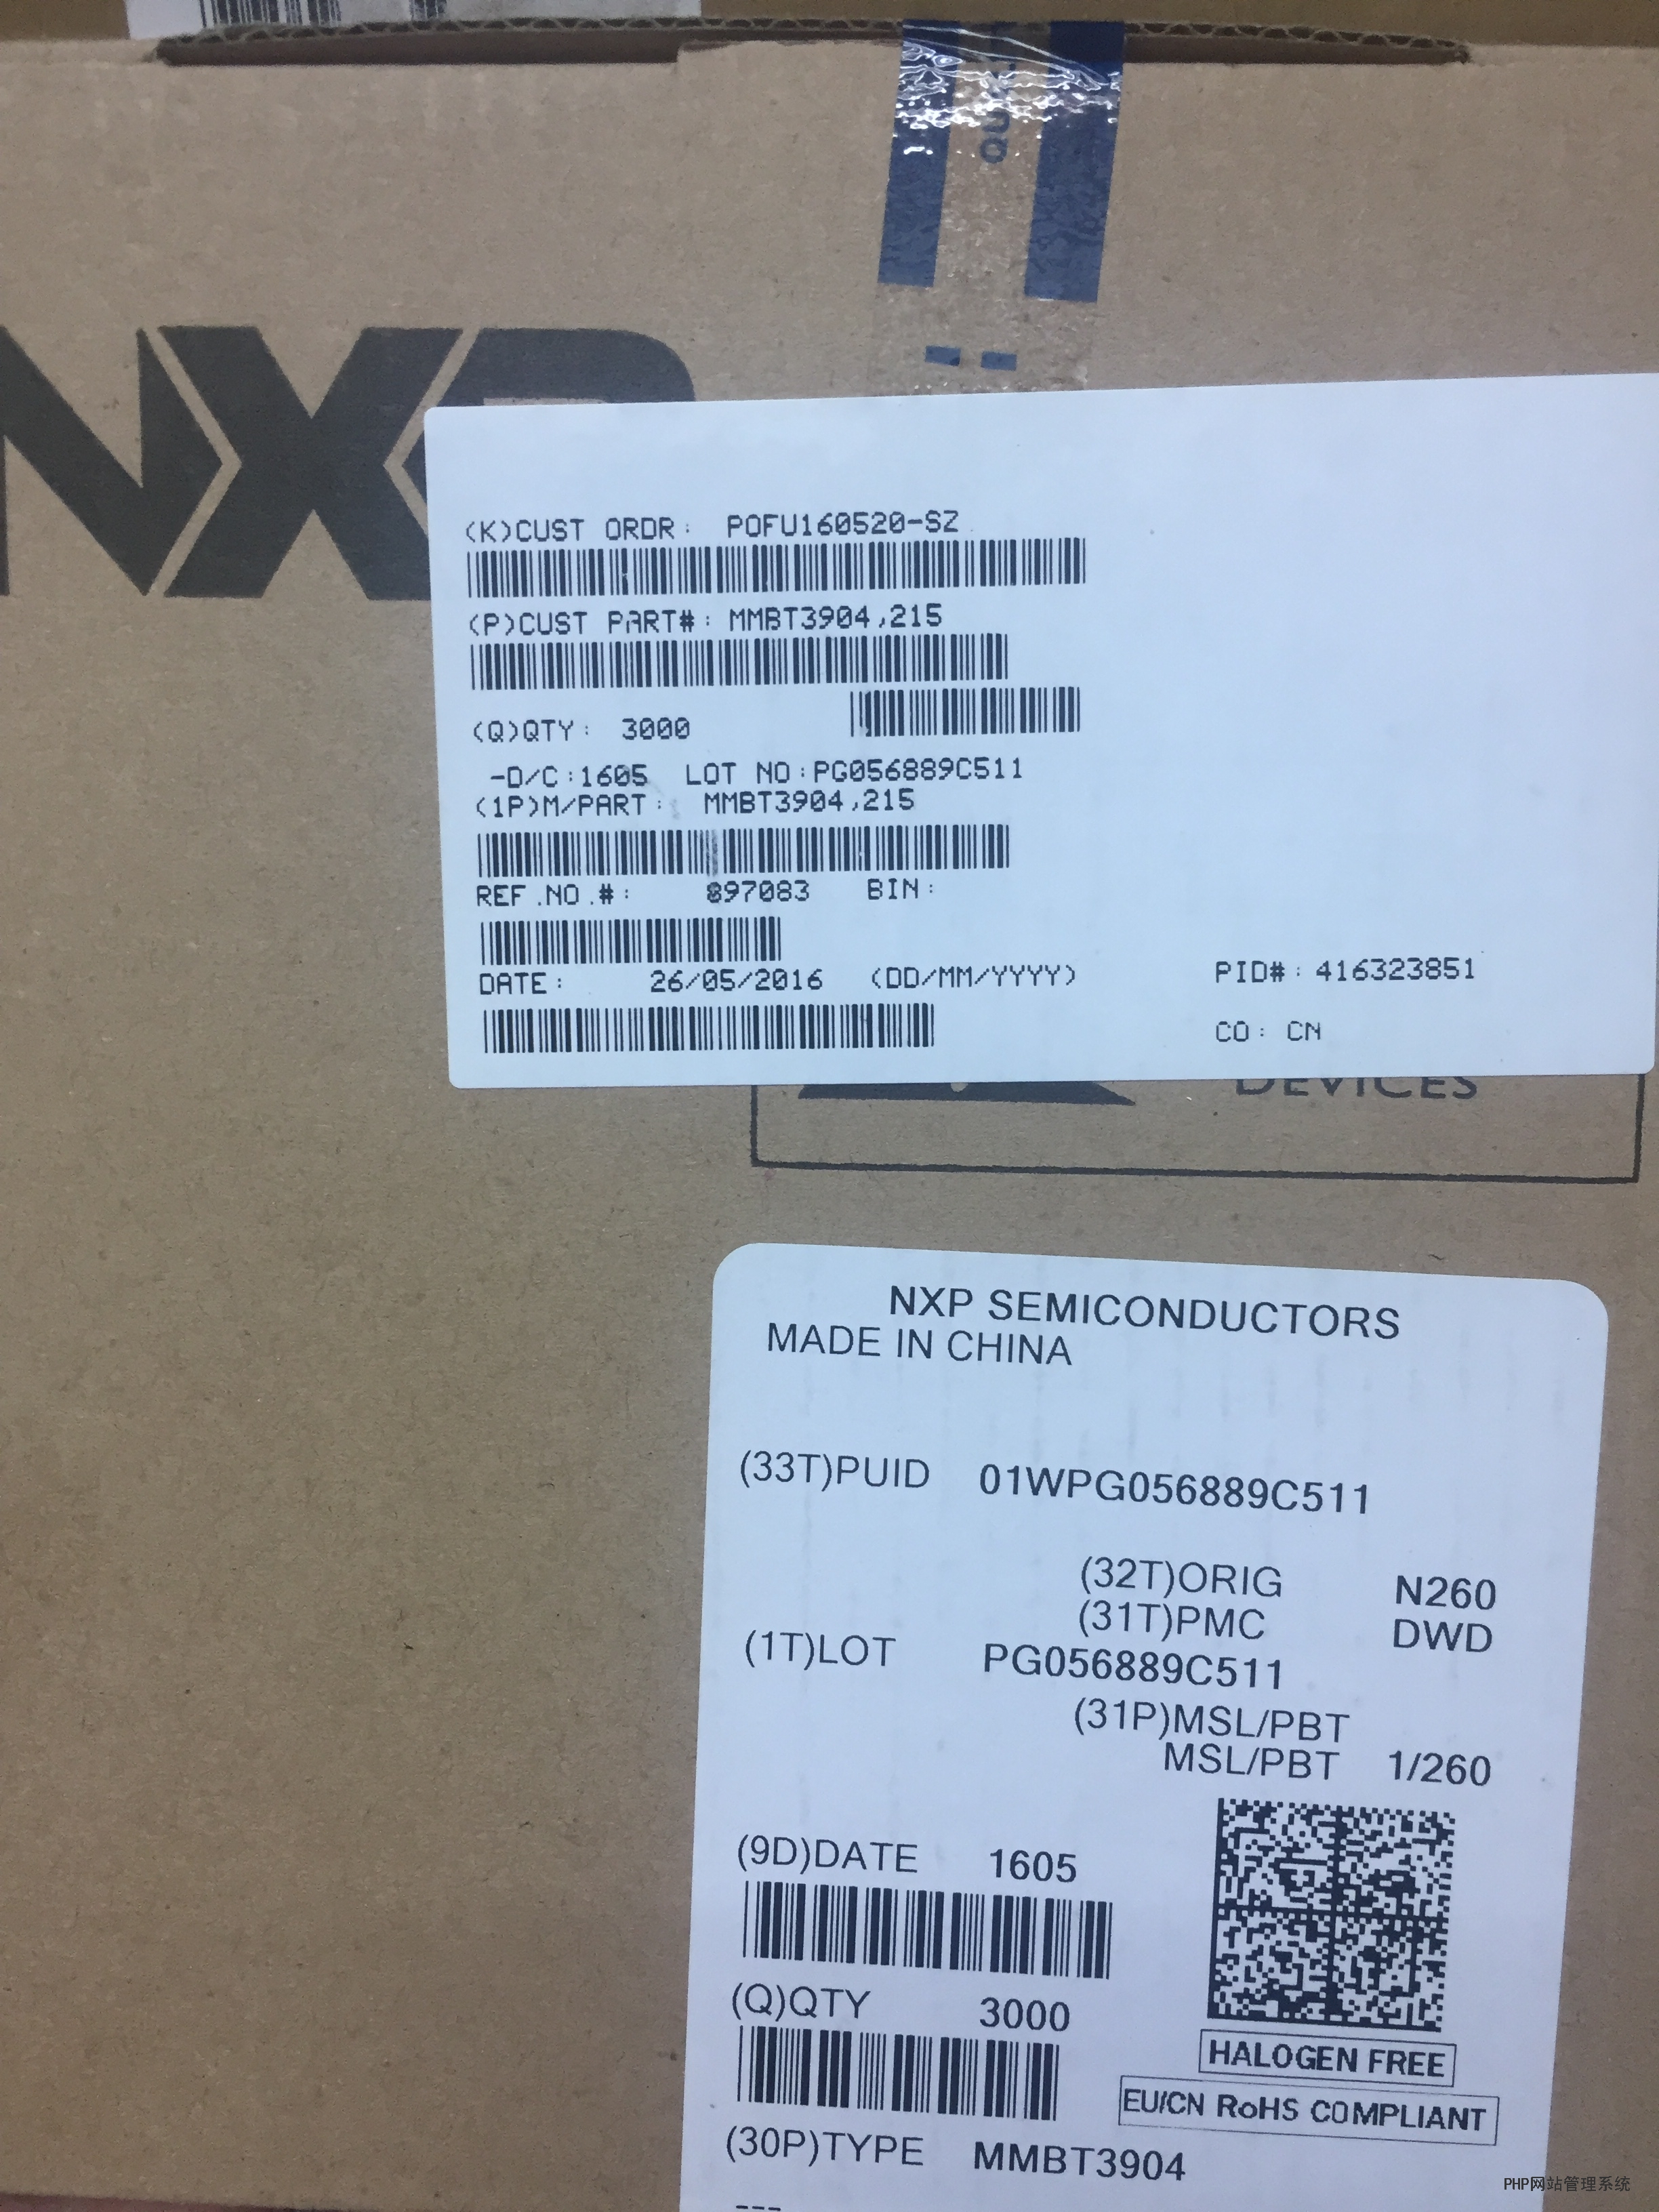 NXP
(K)CUST ORDR: POFU160520-SZ
(P)CUST PART#: MMBT3904,215
(Q)QTY: 3000
-D/C:1605 LOT NO:PG056889C511
(1P)M/PART: MMBT3904,215
REF.NO.#: 897083 BIN:
DATE: 26/05/2016 (DD/MM/YYYY) PID#: 416323851
CO: CN
DEVICES
NXP SEMICONDUCTORS
MADE IN CHINA
(33T)PUID 01WPG056889C511
(32T)ORIG N260
(31T)PMC DWD
(1T)LOT PG056889C511
(31P)MSL/PBT
MSL/PBT 1/260
(9D)DATE 1605
(Q)QTY 3000
HALOGEN FREE
EU/CN RoHS COMPLIANT
(30P)TYPE MMBT3904
---
PHP网站管理系统